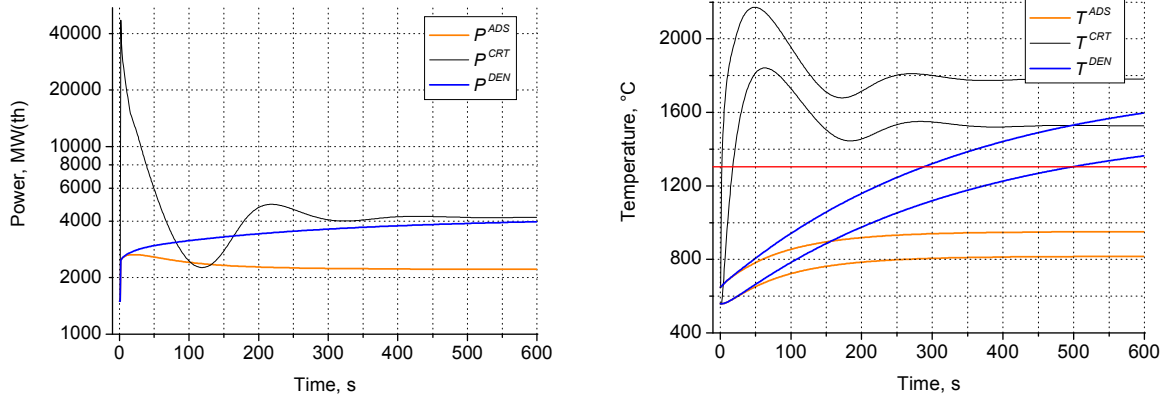 40000
20000
10000
8000
6000
4000
2000
1000
Power, MW(th)
P^ADS
P^CRT
P^DEN
0 100 200 300 400 500 600
Time, s
2000
1600
1200
800
400
Temperature, °C
T^ADS
T^CRT
T^DEN
0 100 200 300 400 500 600
Time, s